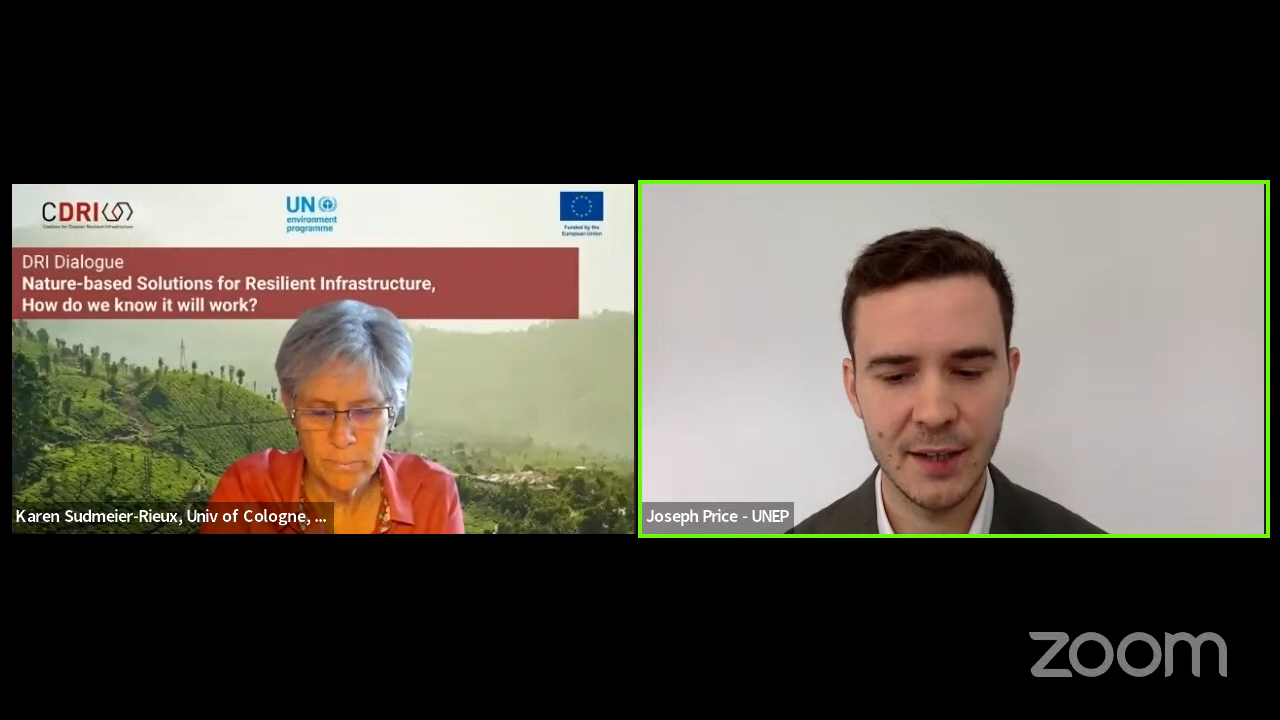 CDRI
Coalition for Disaster Resilient Infrastructure
UN
environment
programme
Funded by the
European Union
DRI Dialogue
Nature-based Solutions for Resilient Infrastructure,
How do we know it will work?
Karen Sudmeier-Rieux, Univ of Cologne, ...
Joseph Price - UNEP
zoom